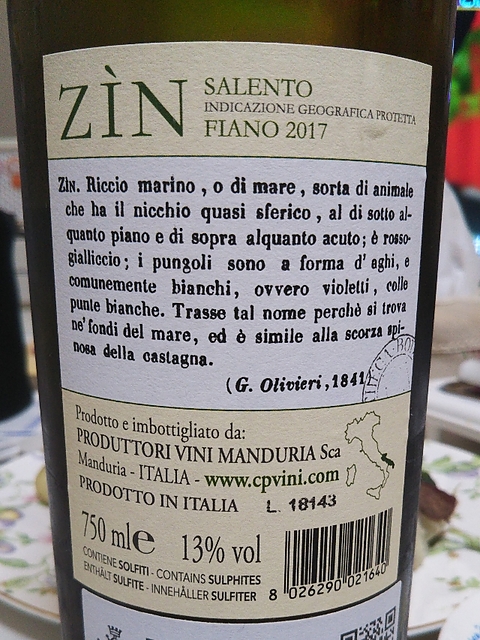 ZÌN
SALENTO
INDICAZIONE GEOGRAFICA PROTETTA
FIANO 2017
Zìn. Riccio marino, o di mare, sorta di animale
che ha il nicchio quasi sferico, al di sotto al-
quanto piano e di sopra alquanto acuto; è rosso-
gialliccio; i pungoli sono a forma d'aghi, e
comunemente bianchi, ovvero violetti, colle
punte bianche. Trasse tal nome perchè si trova
ne' fondi del mare, ed è simile alla scorza spi-
nosa della castagna.
(G. Olivieri, 1841
Prodotto e imbottigliato da:
PRODUTTORI VINI MANDURIA Sca
Manduria - ITALIA - www.cpvini.com
PRODOTTO IN ITALIA L. 18143
750 ml e 13% vol
CONTIENE SOLFITI - CONTAINS SULPHITES
ENTHÄLT SULFITE - INNEHÅLLER SULFITER
8 026290 021640